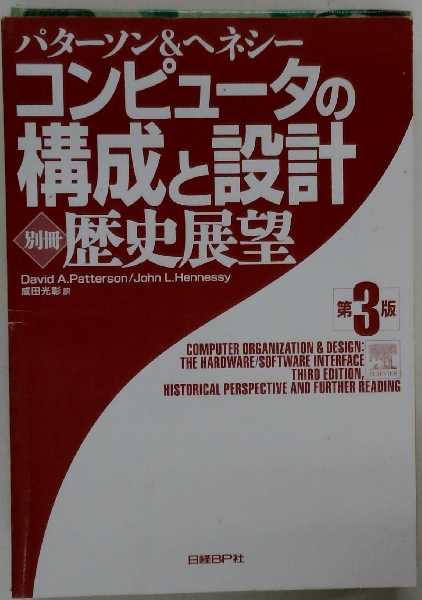 パターソン&ヘネシー
コンピュータの
構成と設計
別冊 歴史展望
David A.Patterson/John L.Hennessy
成田光彰 訳
第3版
COMPUTER ORGANIZATION & DESIGN:
THE HARDWARE/SOFTWARE INTERFACE
THIRD EDITION,
HISTORICAL PERSPECTIVE AND FURTHER READING
ELSEVIER
日経BP社